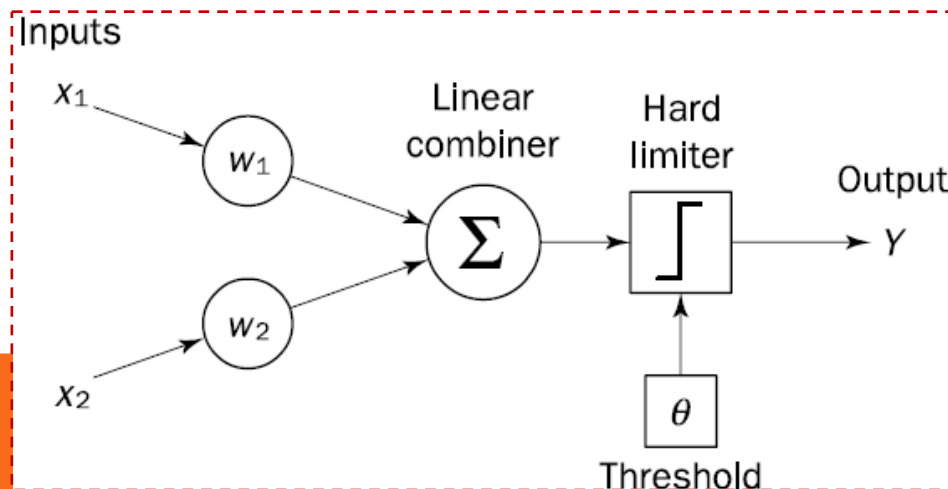 Inputs
x1
w1
Linear
combiner
Σ
Hard
limiter
Output
Y
w2
x2
θ
Threshold